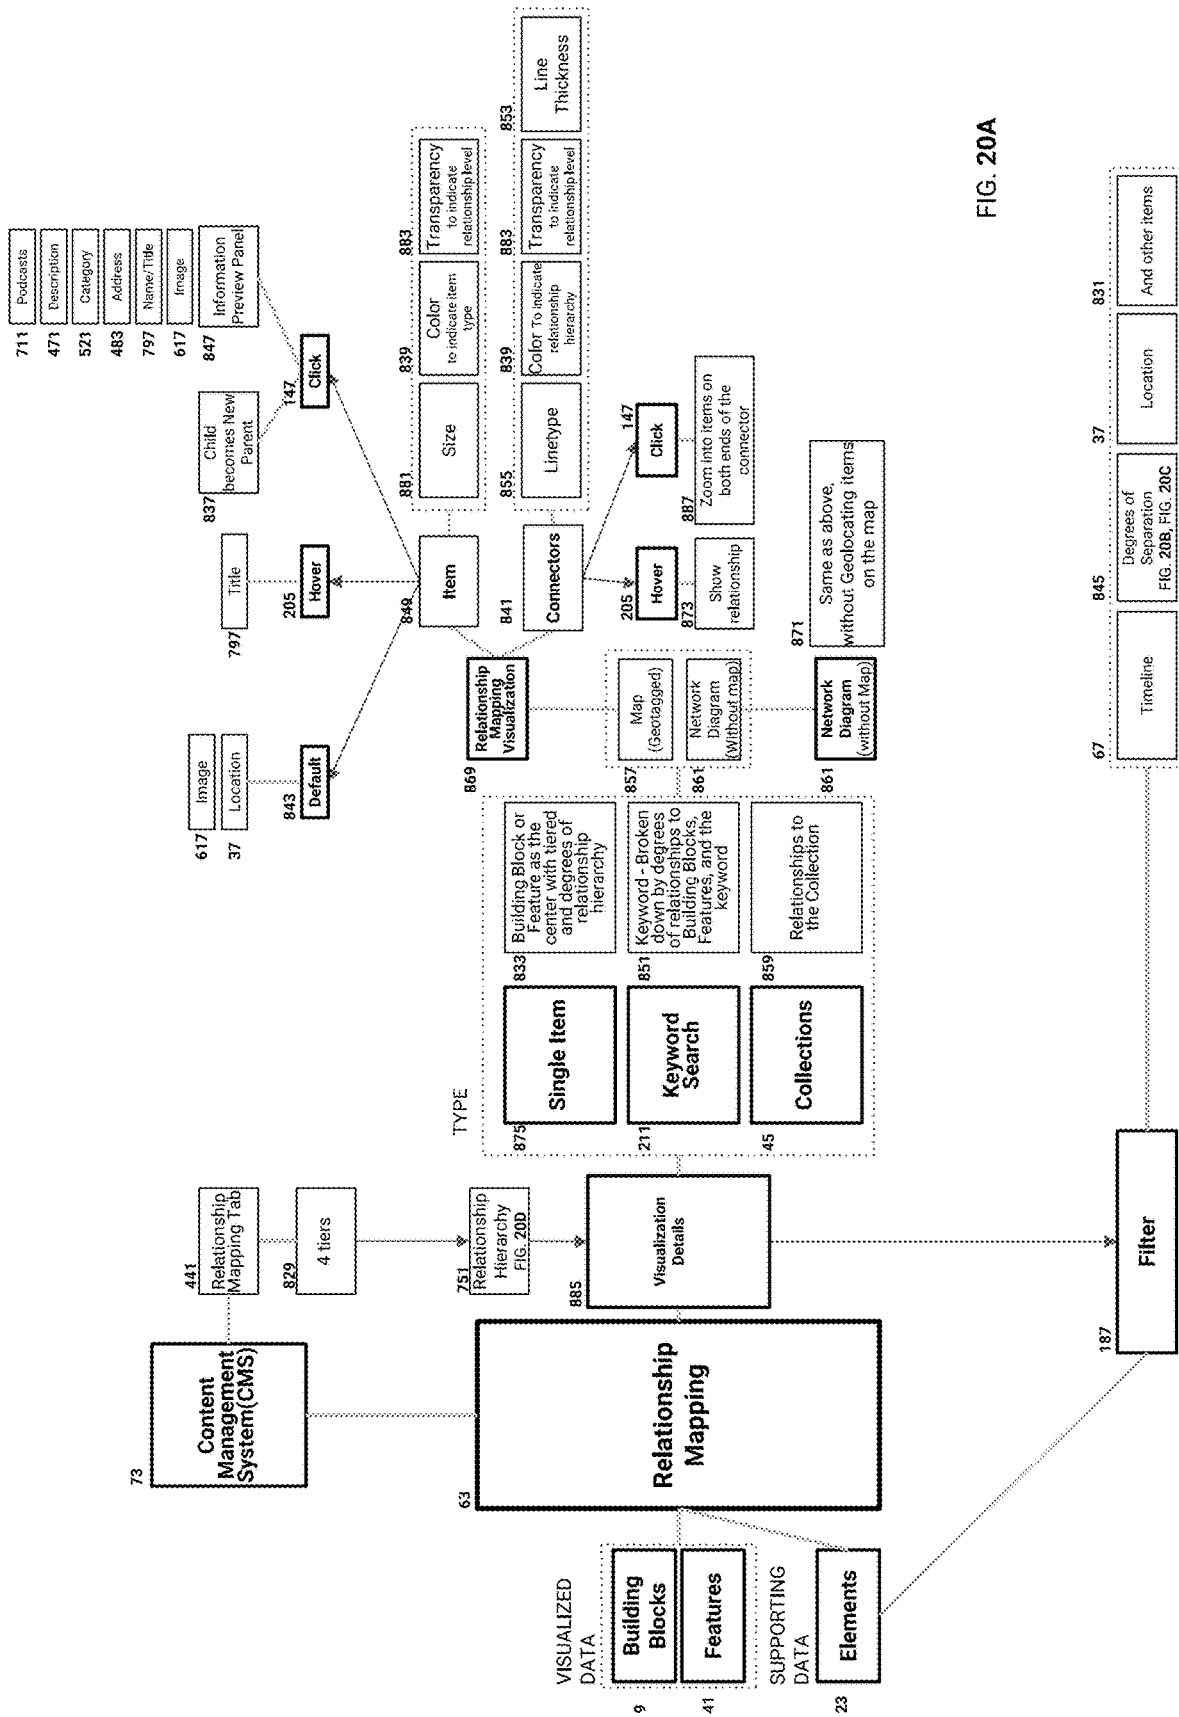 VISUALIZED
DATA
9
Building
Blocks
41
Features
SUPPORTING
DATA
23
Elements
73
Content
Management
System(CMS)
63
Relationship
Mapping
441
Relationship
Mapping Tab
829
4 tiers
751
Relationship
Hierarchy
FIG. 20D
885
Visualization
Details
187
Filter
TYPE
875
Single Item
211
Keyword
Search
45
Collections
833
Building Block or
Feature as the
center with tiered
and degrees of
relationship
hierarchy
851
Keyword - Broken
down by degrees
of relationships to
Building Blocks,
Features, and the
keyword
859
Relationships to
the Collection
869
Relationship
Mapping
Visualization
857
Map
(Geotagged)
861
Network
Diagram
(Without map)
861
Network
Diagram
(without Map)
871
Same as above,
without Geolocating items
on the map
617
Image
37
Location
843
Default
797
Title
205
Hover
837
Child
becomes New
Parent
147
Click
711
Podcasts
471
Description
521
Category
483
Address
797
Name/Title
617
Image
847
Information
Preview Panel
849
Item
881
Size
839
Color
to indicate item
type
883
Transparency
to indicate
relationship level
841
Connectors
855
Linetype
839
Color To indicate
relationship
hierarchy
883
Transparency
to indicate
relationship level
853
Line
Thickness
205
Hover
873
Show
relationship
147
Click
887
Zoom into items on
both ends of the
connector
67
Timeline
845
Degrees of
Separation
FIG. 20B, FIG. 20C
37
Location
831
And other items
FIG. 20A